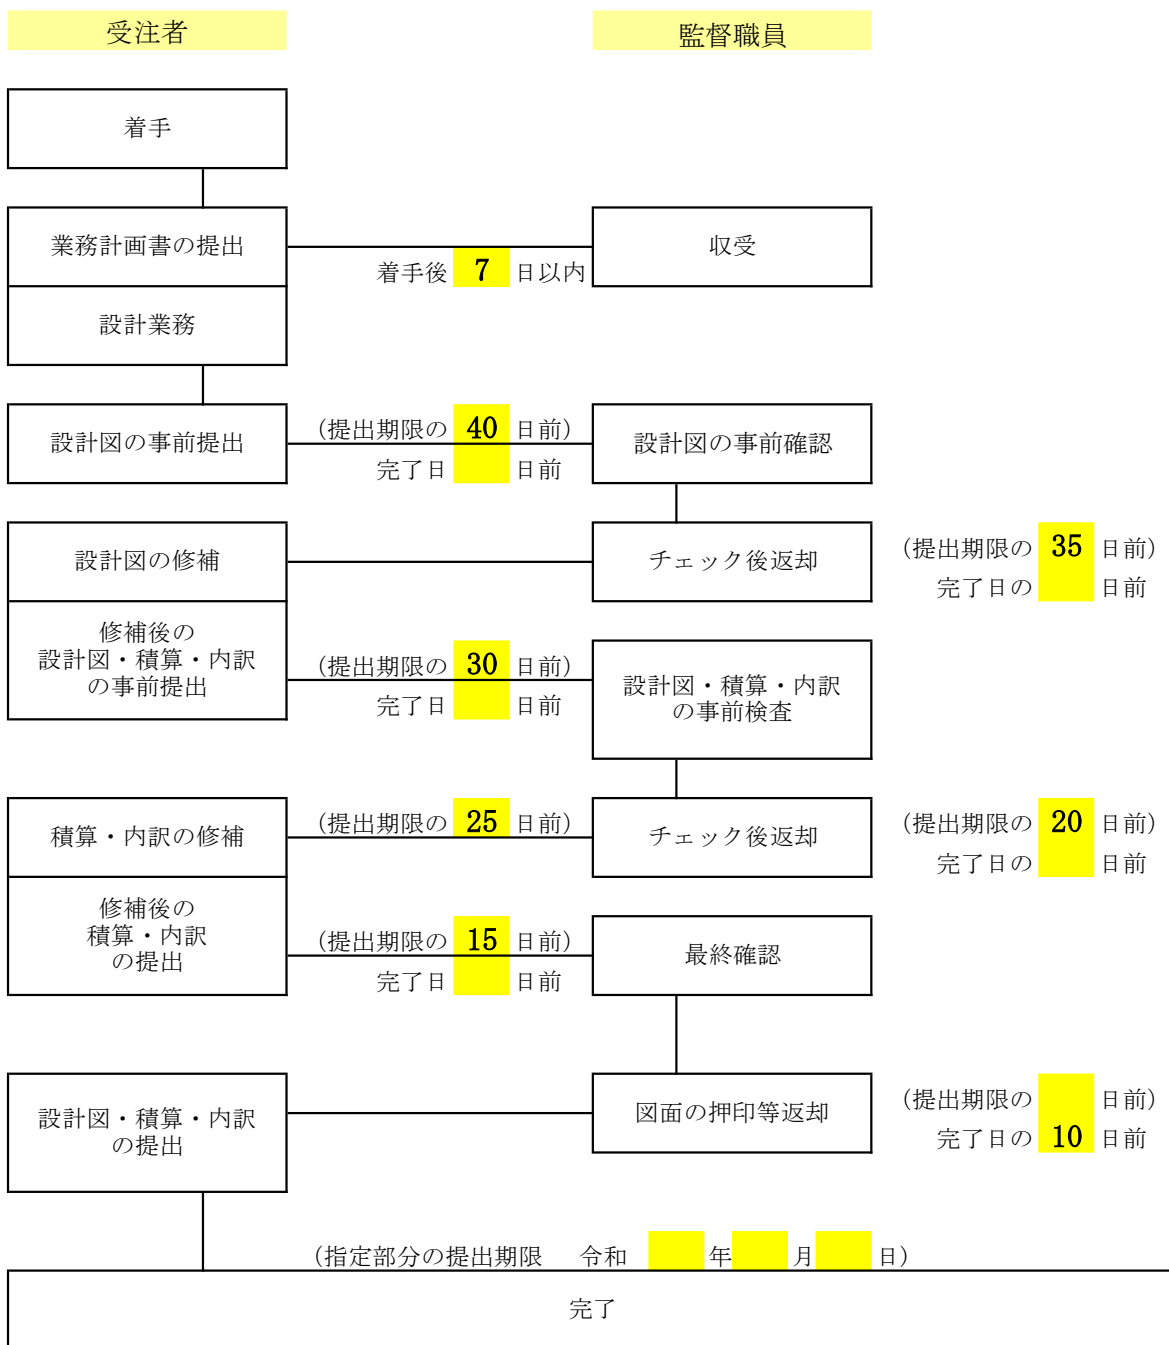 受注者
監督職員
着手
業務計画書の提出
収受
着手後 7 日以内
設計業務
設計図の事前提出
(提出期限の 40 日前)
完了日 日前
設計図の事前確認
設計図の修補
チェック後返却
(提出期限の 35 日前)
完了日の 日前
修補後の
設計図・積算・内訳
の事前提出
(提出期限の 30 日前)
完了日 日前
設計図・積算・内訳
の事前検査
積算・内訳の修補
(提出期限の 25 日前)
チェック後返却
(提出期限の 20 日前)
完了日の 日前
修補後の
積算・内訳
の提出
(提出期限の 15 日前)
完了日 日前
最終確認
設計図・積算・内訳
の提出
図面の押印等返却
(提出期限の 日前)
完了日の 10 日前
(指定部分の提出期限 令和 年 月 日)
完了